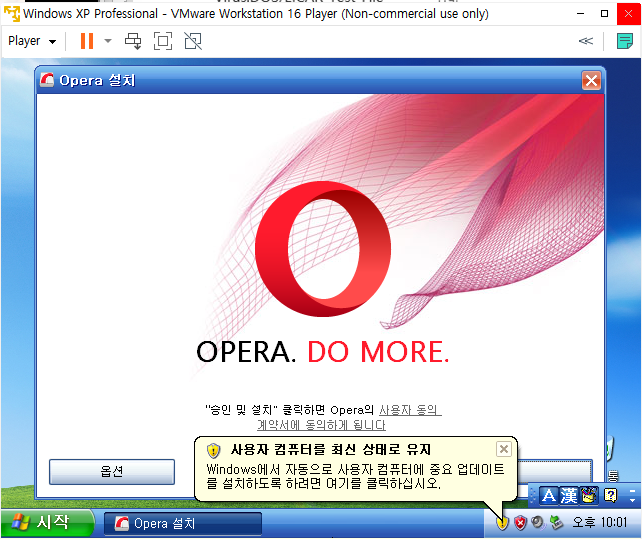 Windows XP Professional - VMware Workstation 16 Player (Non-commercial use only)
Player
Opera 설치
OPERA. DO MORE.
"승인 및 설치" 클릭하면 Opera의 사용자 동의
계약서에 동의하게 됩니다
사용자 컴퓨터를 최신 상태로 유지
Windows에서 자동으로 사용자 컴퓨터에 중요 업데이트
를 설치하도록 하려면 여기를 클릭하십시오.
옵션
A 漢
시작
Opera 설치
오후 10:01